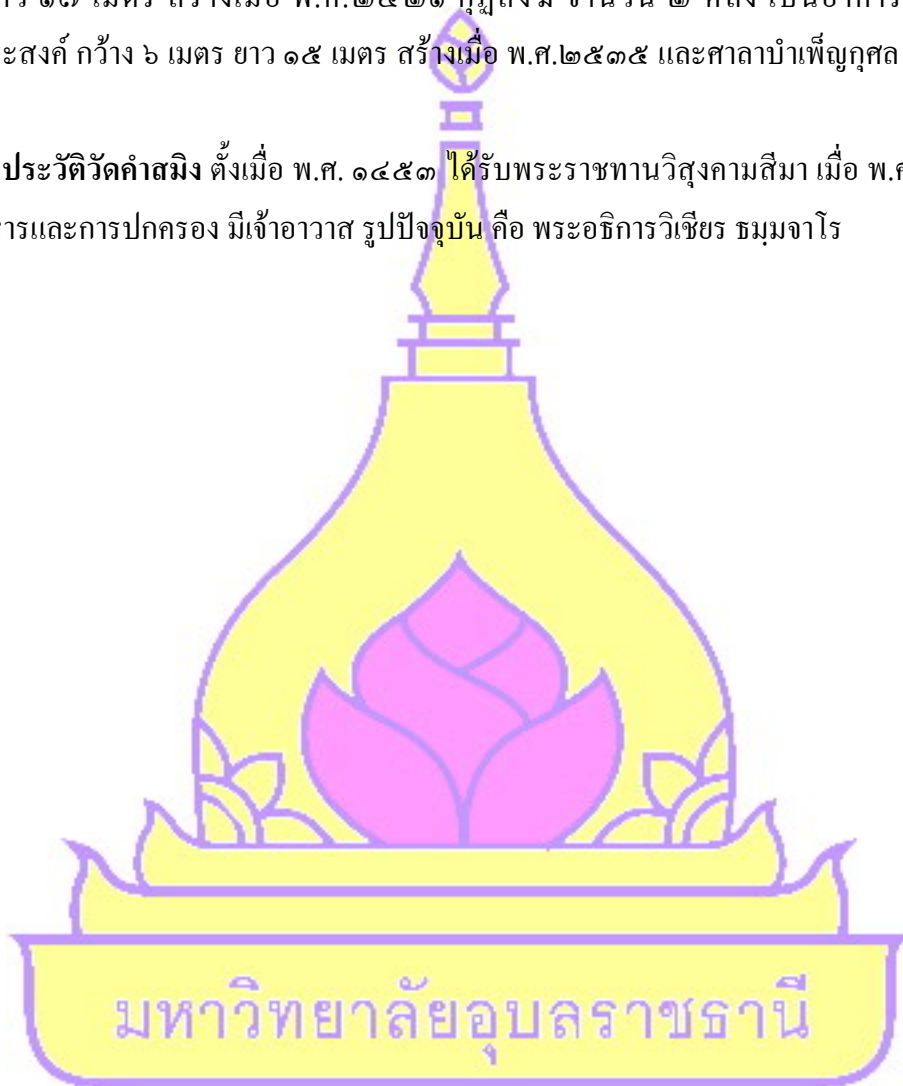 เมตร สร้างเมื่อ พ.ศ.๒๕๒๑ กุฏิสงฆ์ จำนวน ๒ หลัง เป็นอาคาร
ะสงค์ กว้าง ๖ เมตร ยาว ๑๕ เมตร สร้างเมื่อ พ.ศ.๒๕๓๕ และศาลาบำเพ็ญกุศล
ประวัติวัดคำสมิง ตั้งเมื่อ พ.ศ. ๑๔๕๓ ได้รับพระราชทานวิสุงคามสีมา เมื่อ พ.ศ
ารและการปกครอง มีเจ้าอาวาส รูปปัจจุบัน คือ พระอธิการวิเชียร ธมฺมจาโร
มหาวิทยาลัยอุบลราชธานี